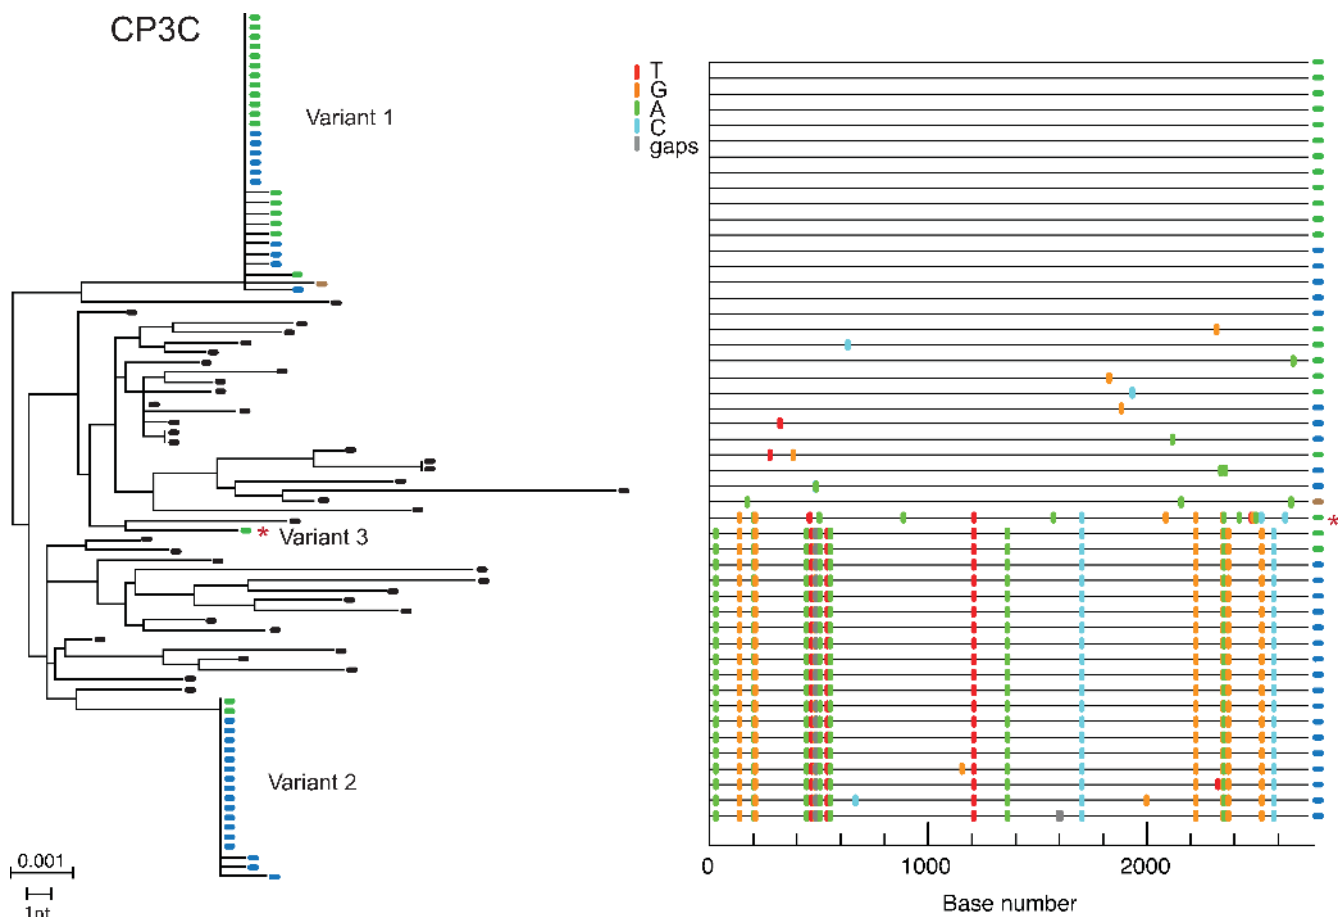 CP3C
Variant 1
T
G
A
C
gaps
* Variant 3
*
Variant 2
0.001
1nt
0 1000 2000
Base number